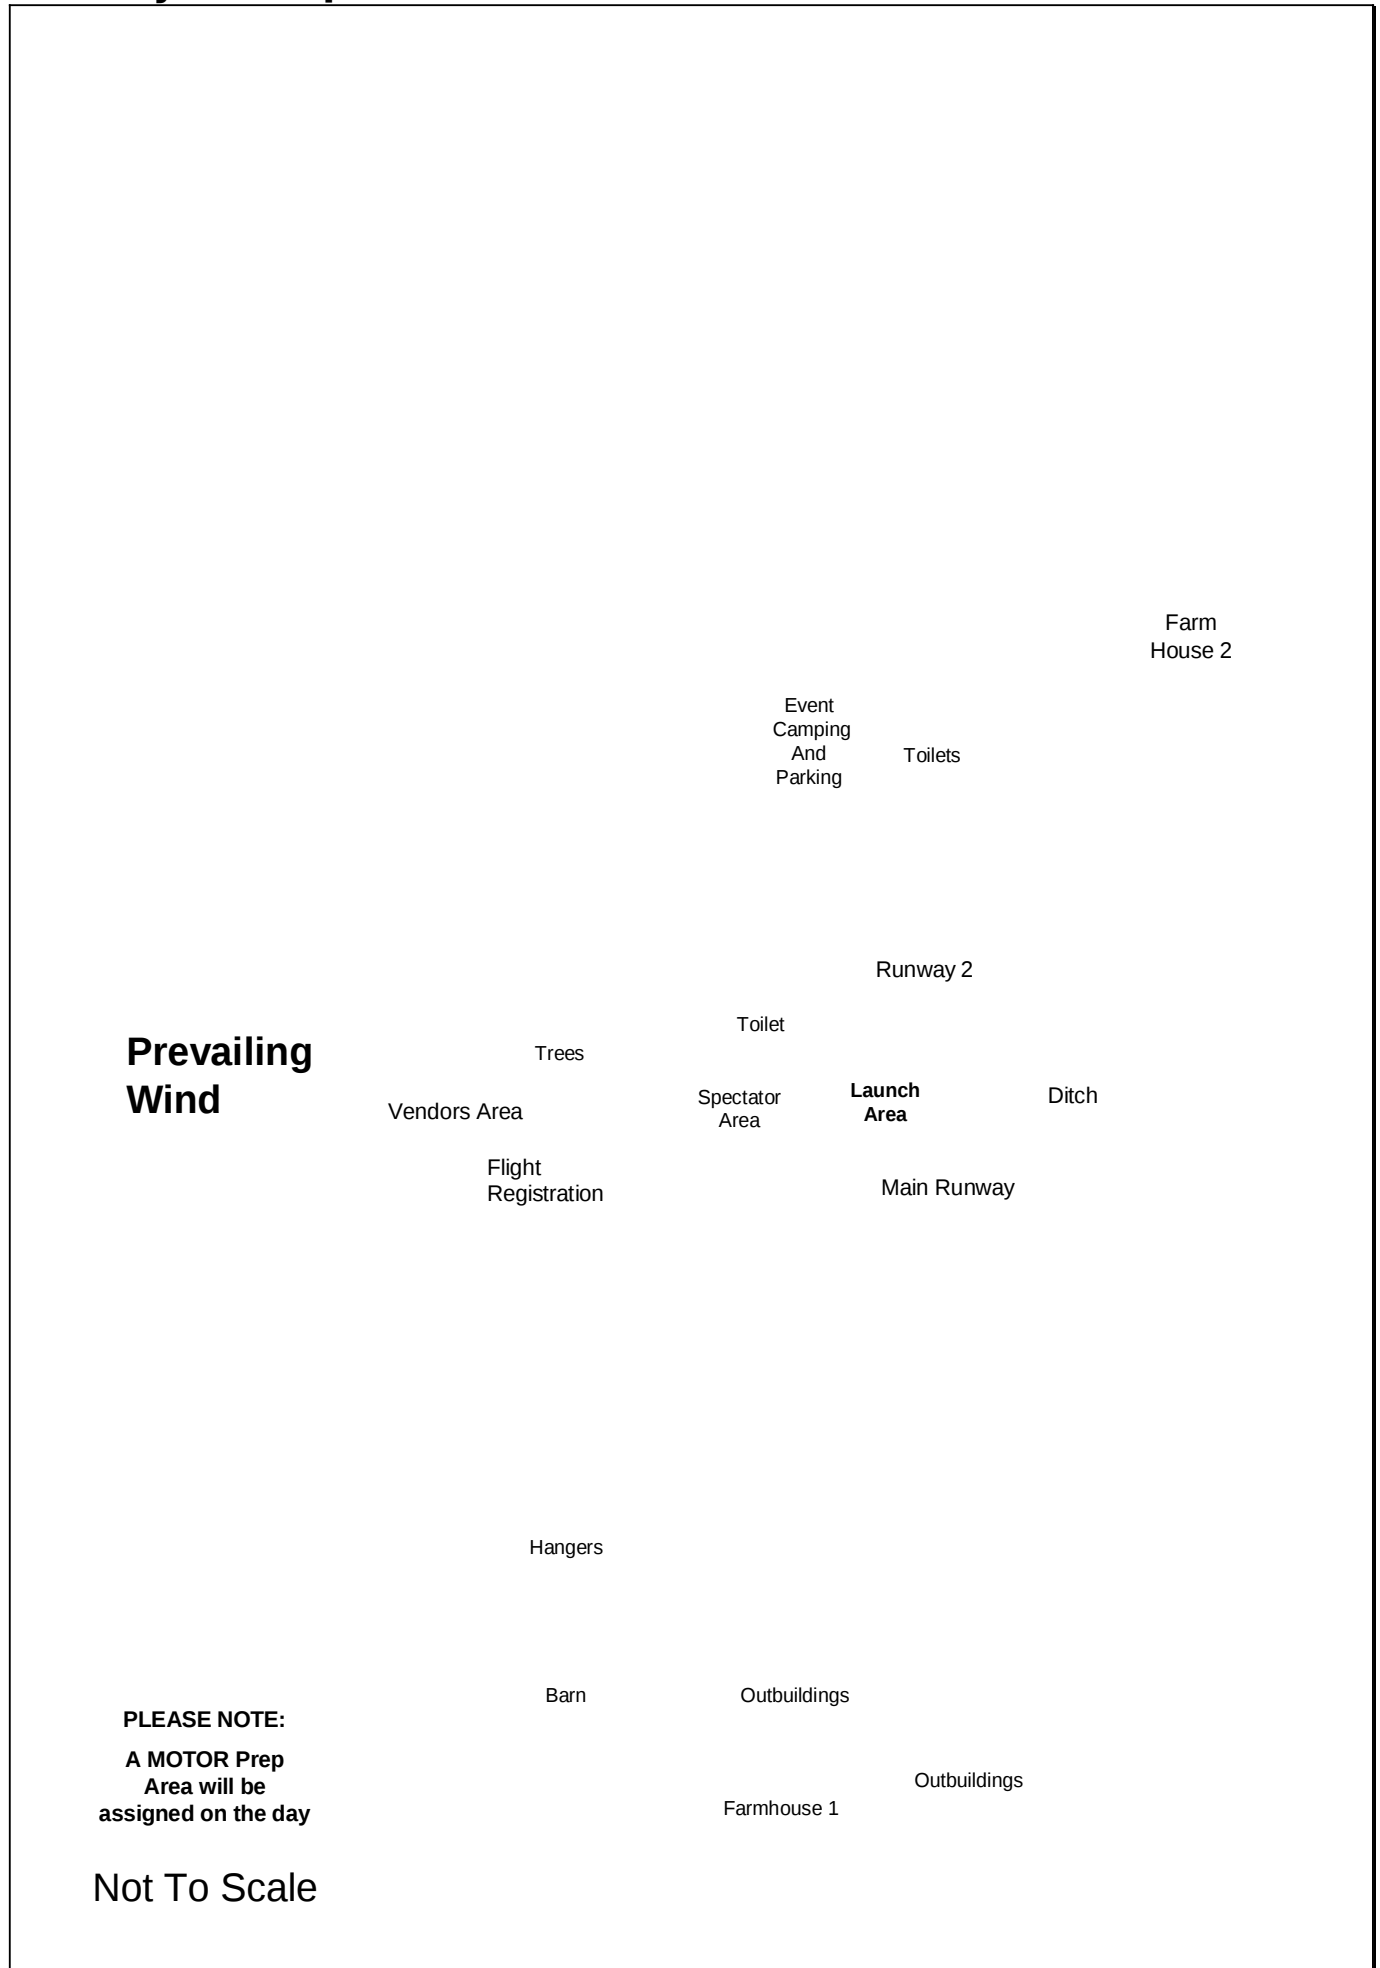 Farm
House 2
Event
Camping
And
Parking
Toilets
Runway 2
Toilet
Prevailing
Wind
Trees
Vendors Area
Spectator
Area
Launch
Area
Ditch
Flight
Registration
Main Runway
Hangers
Barn
Outbuildings
PLEASE NOTE:
A MOTOR Prep
Area will be
assigned on the day
Outbuildings
Farmhouse 1
Not To Scale